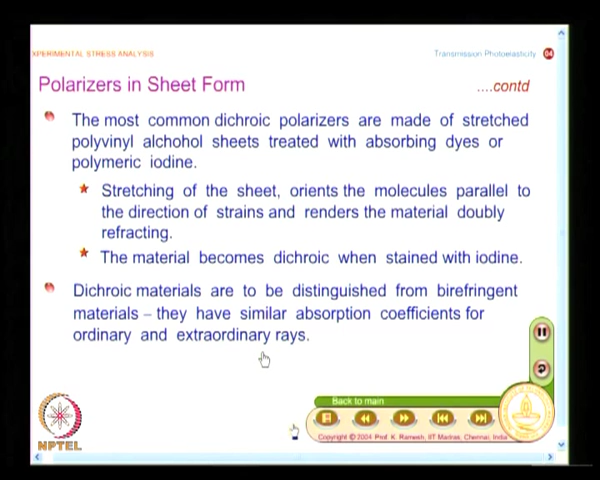 XPERIMENTAL STRESS ANALYSIS
Transmission Photoelasticity 04
Polarizers in Sheet Form
....contd
The most common dichroic polarizers are made of stretched
polyvinyl alchohol sheets treated with absorbing dyes or
polymeric iodine.
Stretching of the sheet, orients the molecules parallel to
the direction of strains and renders the material doubly
refracting.
The material becomes dichroic when stained with iodine.
Dichroic materials are to be distinguished from birefringent
materials – they have similar absorption coefficients for
ordinary and extraordinary rays.
Back to main
Copyright © 2004 Prof. K. Ramesh, IIT Madras, Chennai, India
NPTEL